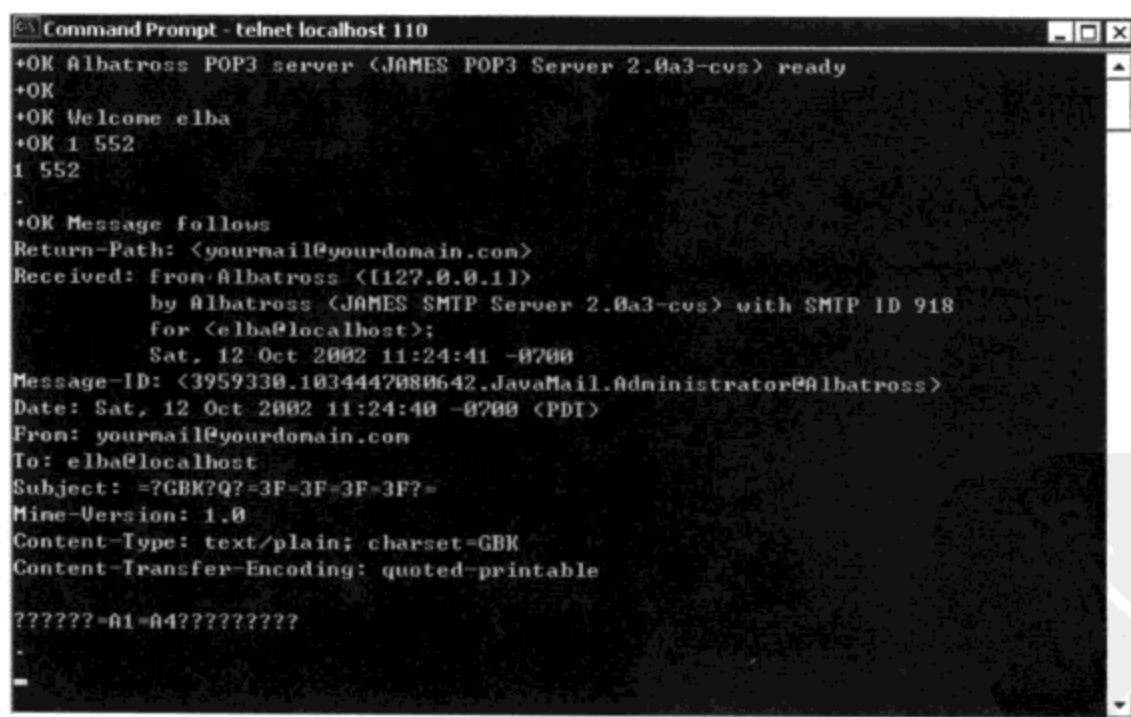 Command Prompt - telnet localhost 110
+OK Albatross POP3 server (JAMES POP3 Server 2.0a3-cvs) ready
+OK
+OK Welcome elba
+OK 1 552
1 552
.
+OK Message follows
Return-Path: <yourmail@yourdomain.com>
Received: from Albatross ([127.0.0.1])
by Albatross (JAMES SMTP Server 2.0a3-cvs) with SMTP ID 918
for <elba@localhost>;
Sat, 12 Oct 2002 11:24:41 -0700
Message-ID: <3959330.1034447080642.JavaMail.Administrator@Albatross>
Date: Sat, 12 Oct 2002 11:24:40 -0700 (PDT)
From: yourmail@yourdomain.com
To: elba@localhost
Subject: =?GBK?Q?=3F=3F=3F=3F?=
Mime-Version: 1.0
Content-Type: text/plain; charset=GBK
Content-Transfer-Encoding: quoted-printable
??????=A1=A4?????????
.